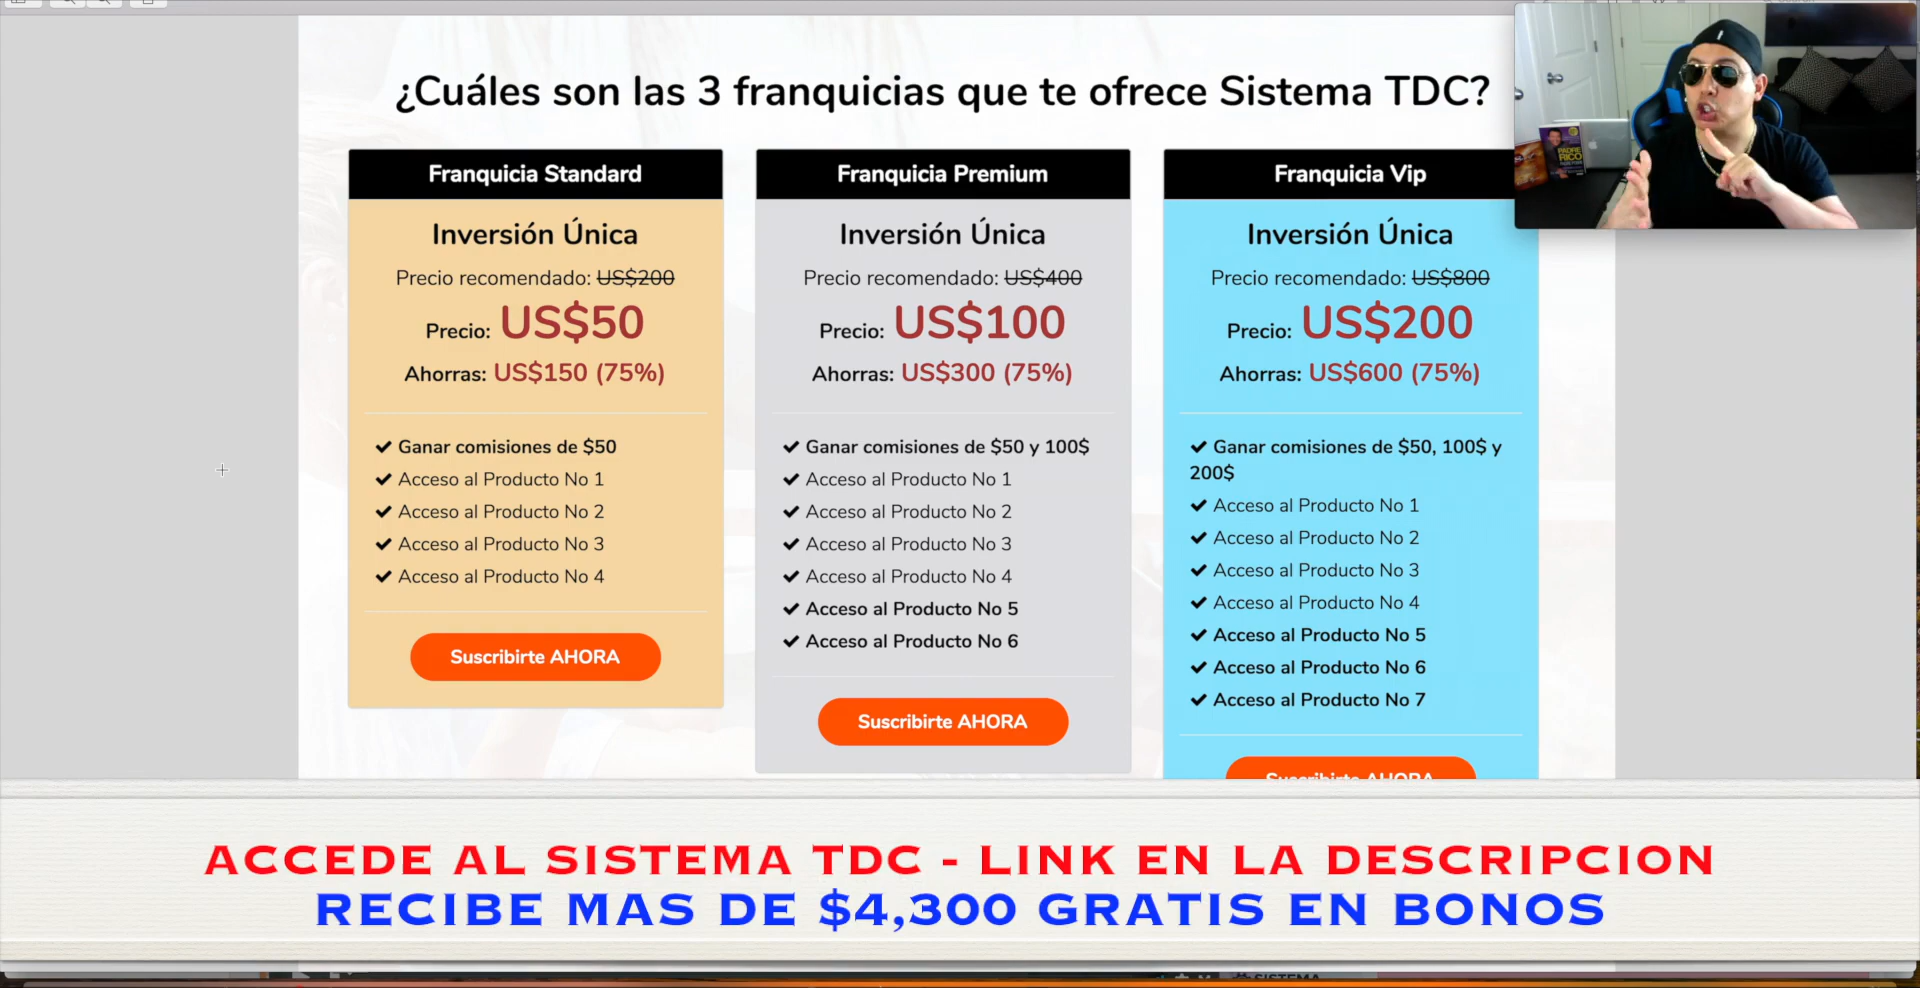 ¿Cuáles son las 3 franquicias que te ofrece Sistema TDC?
Franquicia Standard
Inversión Única
Precio recomendado: US$200
Precio: US$50
Ahorras: US$150 (75%)
Ganar comisiones de $50
Acceso al Producto No 1
Acceso al Producto No 2
Acceso al Producto No 3
Acceso al Producto No 4
Suscribirte AHORA
Franquicia Premium
Inversión Única
Precio recomendado: US$400
Precio: US$100
Ahorras: US$300 (75%)
Ganar comisiones de $50 y 100$
Acceso al Producto No 1
Acceso al Producto No 2
Acceso al Producto No 3
Acceso al Producto No 4
Acceso al Producto No 5
Acceso al Producto No 6
Suscribirte AHORA
Franquicia Vip
Inversión Única
Precio recomendado: US$800
Precio: US$200
Ahorras: US$600 (75%)
Ganar comisiones de $50, 100$ y
200$
Acceso al Producto No 1
Acceso al Producto No 2
Acceso al Producto No 3
Acceso al Producto No 4
Acceso al Producto No 5
Acceso al Producto No 6
Acceso al Producto No 7
Suscribirte AHORA
PADRE
RICO
ACCEDE AL SISTEMA TDC - LINK EN LA DESCRIPCION
RECIBE MAS DE $4,300 GRATIS EN BONOS
SISTEMA